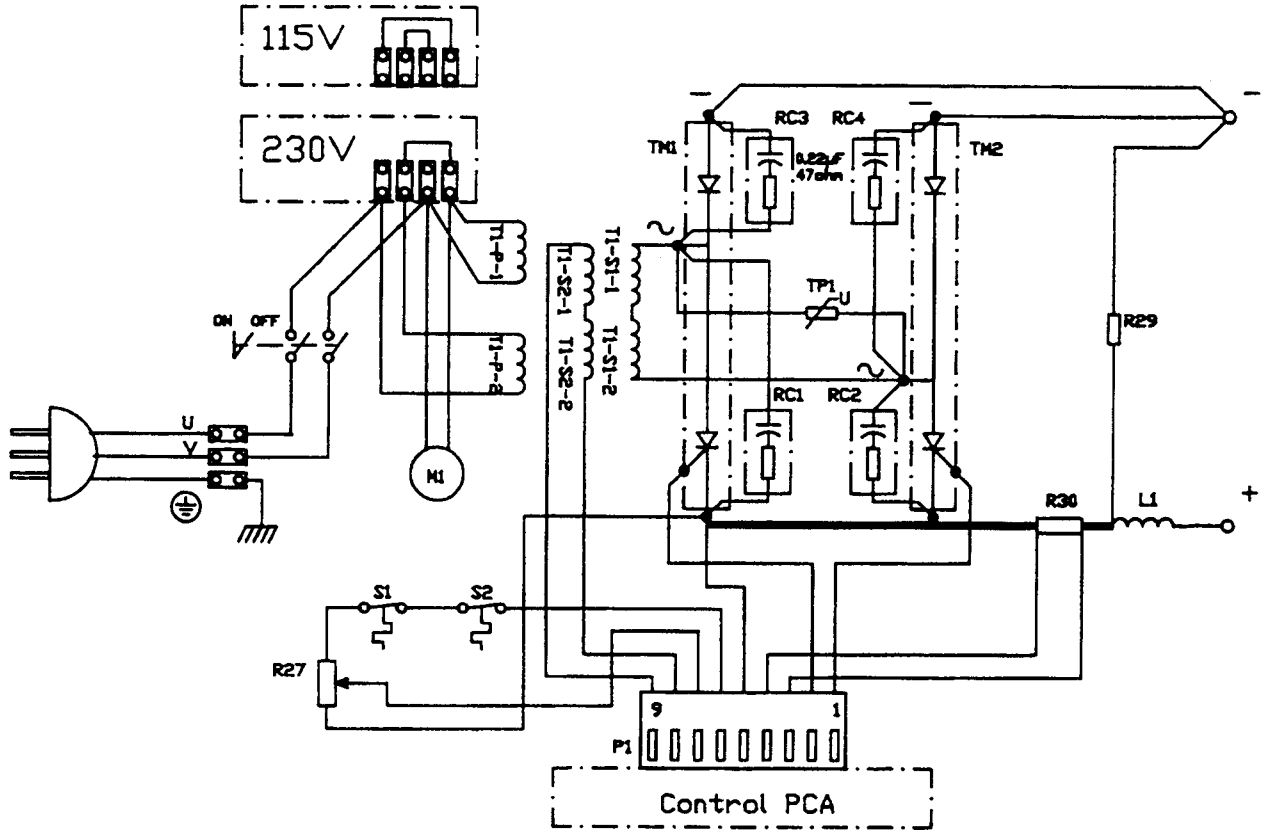 115V
230V
RC3 RC4
TM1
0.22µF
47ohm
TM2
T1-P-1
T1-S2-1
T1-S1-1
TP1
U
ON OFF
R29
T1-P-2
T1-S2-2
T1-S1-2
RC1 RC2
U
V
M1
R30
L1
+
S1 S2
R27
9 1
P1
Control PCA